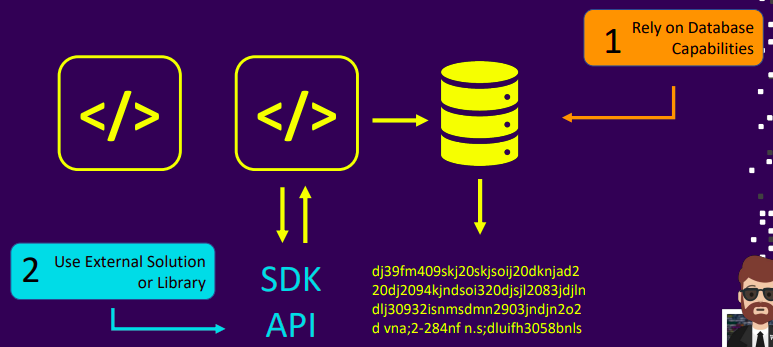 1 Rely on Database
Capabilities
</> </>
2 Use External Solution
or Library
SDK
API
dj39fm409skj20skjsoij20dknjad2
20dj2094kjndsoi320djsjl2083jdjln
dlj30932isnmsdmn2903jndjn2o2
d vna;2-284nf n.s;dluifh3058bnls